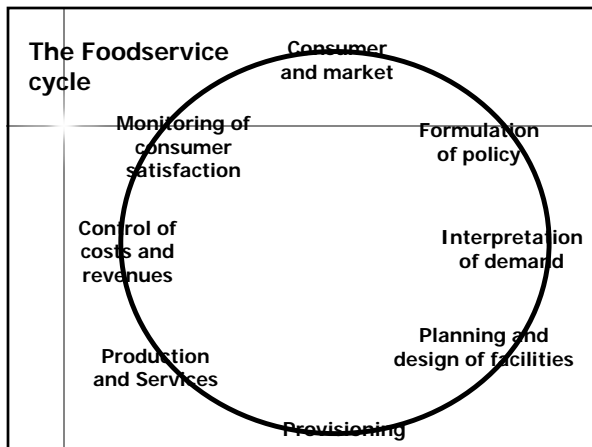 The Foodservice
cycle
Consumer
and market
Formulation
of policy
Interpretation
of demand
Planning and
design of facilities
Provisioning
Production
and Services
Control of
costs and
revenues
Monitoring of
consumer
satisfaction